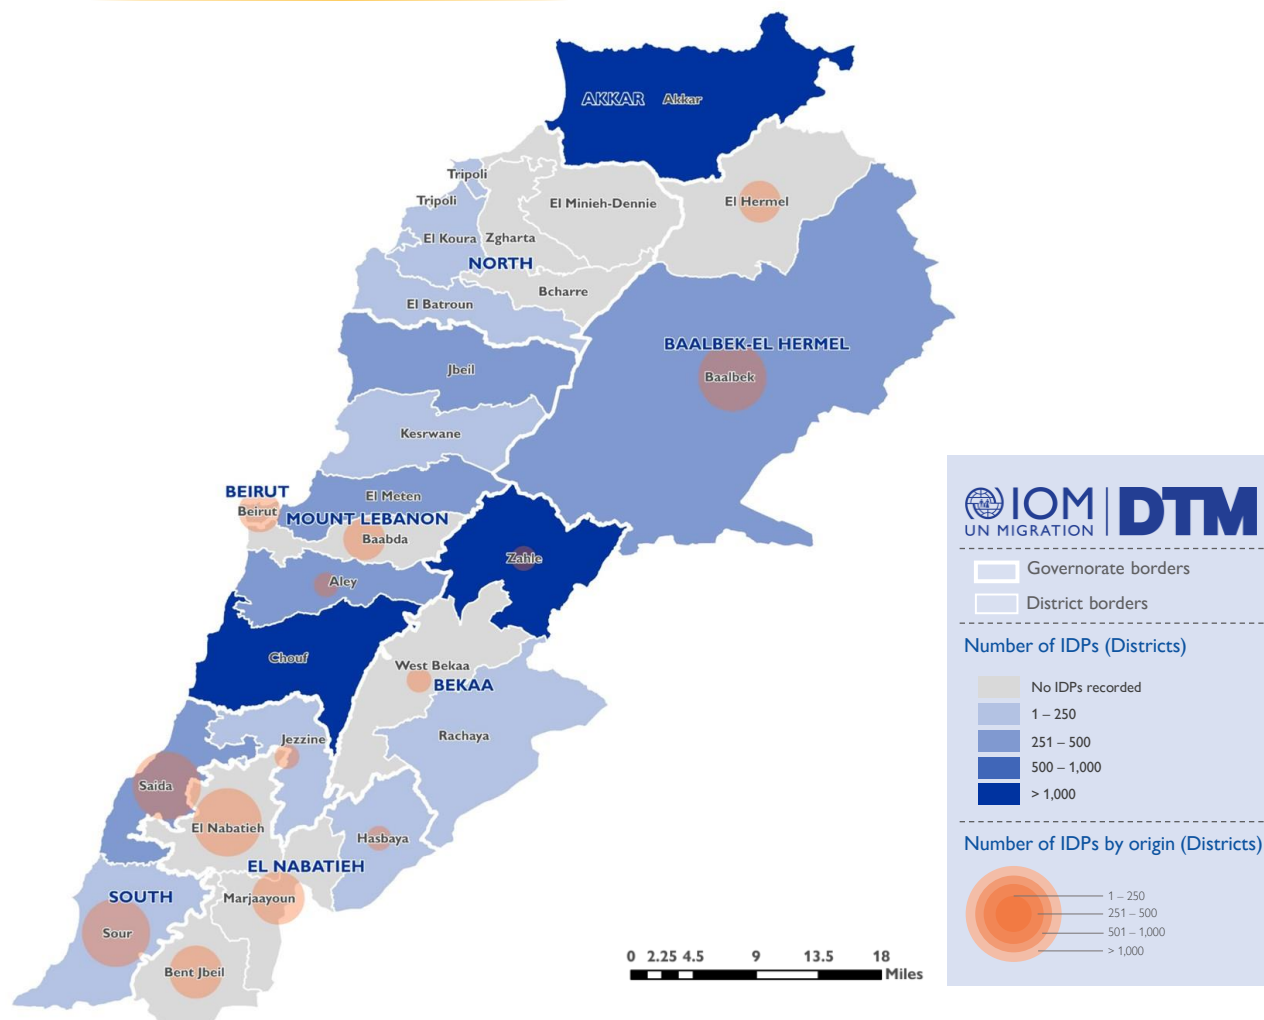 AKKAR
Akkar
Tripoli
El Minieh-Dennie
El Hermel
Tripoli
El Koura
Zgharta
NORTH
Bcharre
El Batroun
BAALBEK-EL HERMEL
Jbeil
Baalbek
Kesrwane
BEIRUT
El Meten
Beirut
MOUNT LEBANON
Baabda
Zahle
Aley
Chouf
West Bekaa
BEKAA
Jezzine
Rachaya
Saida
El Nabatieh
Hasbaya
EL NABATIEH
SOUTH
Marjaayoun
Sour
Bent Jbeil
0 2.25 4.5 9 13.5 18
Miles
IOM
UN MIGRATION
DTM
Governorate borders
District borders
Number of IDPs (Districts)
No IDPs recorded
1 – 250
251 – 500
500 – 1,000
> 1,000
Number of IDPs by origin (Districts)
1 – 250
251 – 500
501 – 1,000
> 1,000